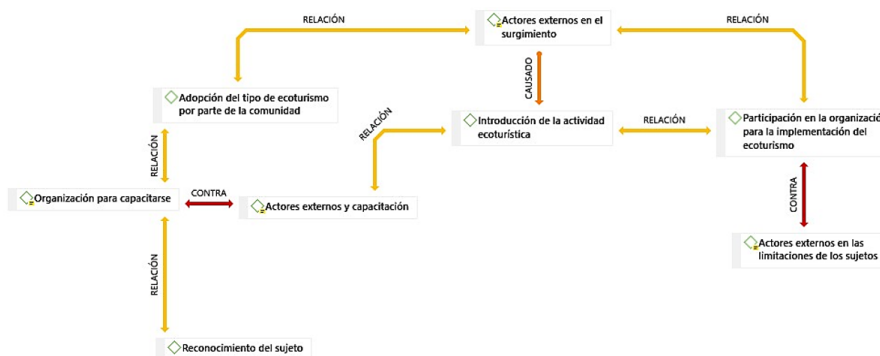 RELACIÓN
Actores externos en el
surgimiento
RELACIÓN
CAUSADO
Adopción del tipo de ecoturismo
por parte de la comunidad
RELACIÓN
Introducción de la actividad
ecoturística
RELACIÓN
Participación en la organizació
para la implementación del
ecoturismo
RELACIÓN
Organización para capacitarse
CONTRA
Actores externos y capacitación
CONTRA
Actores externos en las
limitaciones de los sujetos
RELACIÓN
Reconocimiento del sujeto